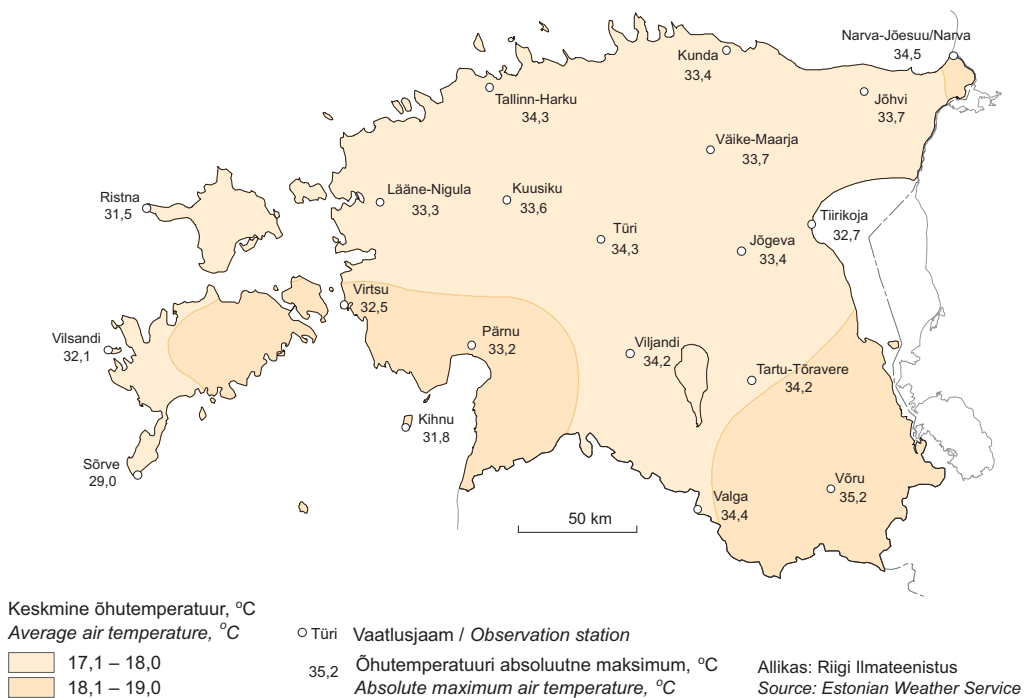 Narva-Jõesuu/Narva
34,5
Kunda
33,4
Jõhvi
33,7
Tallinn-Harku
34,3
Väike-Maarja
33,7
Ristna
31,5
Lääne-Nigula
33,3
Kuusiku
33,6
Türi
34,3
Tiirikoja
32,7
Jõgeva
33,4
Virtsu
32,5
Vilsandi
32,1
Pärnu
33,2
Viljandi
34,2
Tartu-Tõravere
34,2
Kihnu
31,8
Sõrve
29,0
Võru
35,2
Valga
34,4
50 km
Keskmine õhutemperatuur, °C
Average air temperature, °C
17,1 – 18,0
18,1 – 19,0
Türi Vaatlusjaam / Observation station
35,2 Õhutemperatuuri absoluutne maksimum, °C
Absolute maximum air temperature, °C
Allikas: Riigi Ilmateenistus
Source: Estonian Weather Service